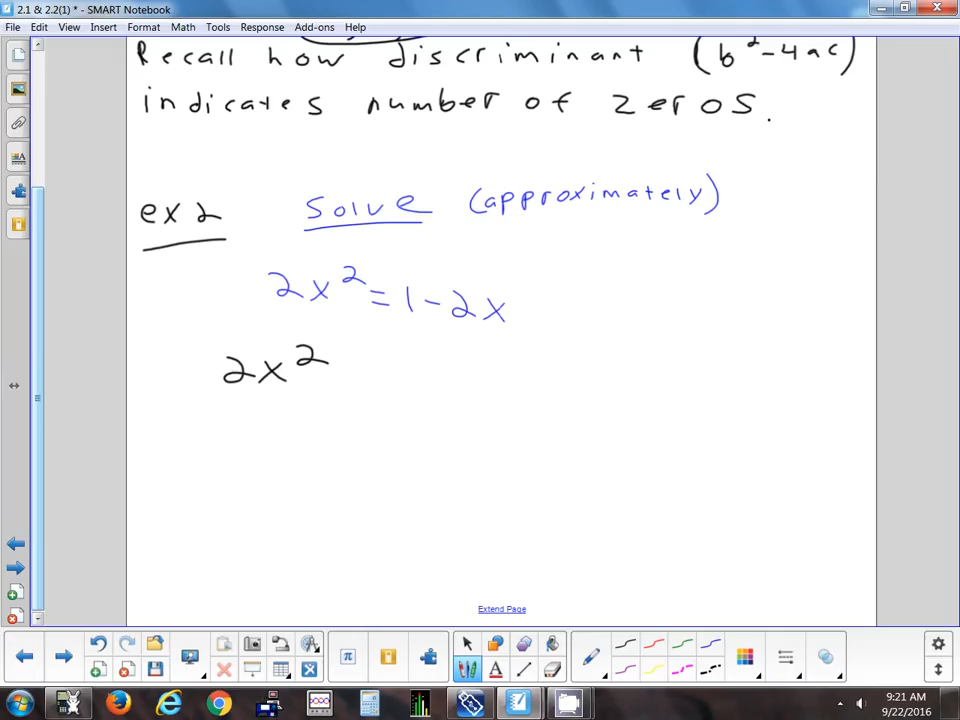 2.1 & 2.2(1) * - SMART Notebook
File Edit View Insert Format Math Tools Response Add-ons Help
Recall how discriminant (b²-4ac)
indicates number of zeros.
ex 2 Solve (approximately)
2x² = 1 - 2x
2x²
Extend Page
9:21 AM
9/22/2016